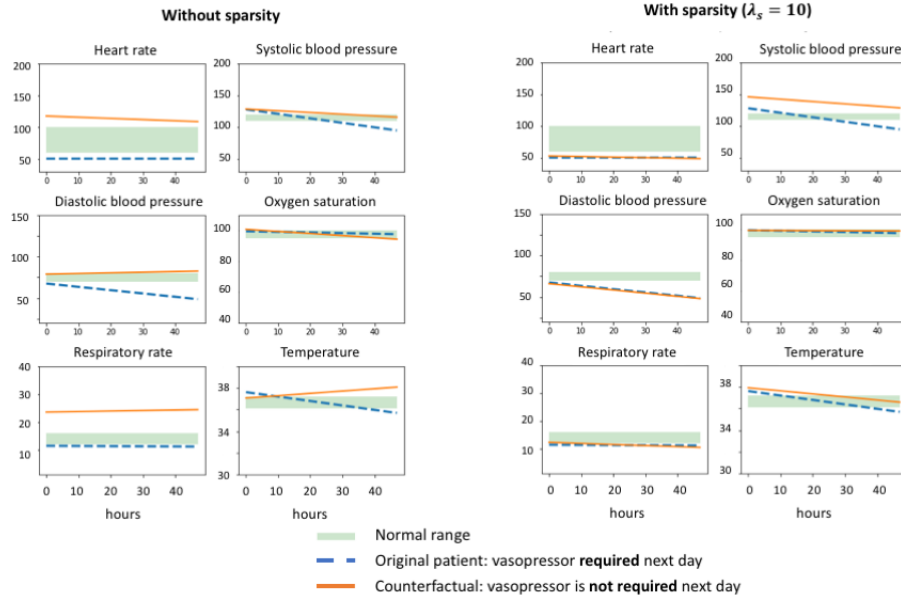 Without sparsity
With sparsity (λₛ = 10)
Heart rate
Systolic blood pressure
200
150
100
50
0 10 20 30 40
200
150
100
50
0 10 20 30 40
Diastolic blood pressure
Oxygen saturation
150
100
50
0 10 20 30 40
100
80
60
40
0 10 20 30 40
Respiratory rate
Temperature
40
30
20
10
0 10 20 30 40
hours
38
34
30
0 10 20 30 40
hours
Heart rate
Systolic blood pressure
200
150
100
50
0 10 20 30 40
200
150
100
50
0 10 20 30 40
Diastolic blood pressure
Oxygen saturation
150
100
50
0 10 20 30 40
100
80
60
40
0 10 20 30 40
Respiratory rate
Temperature
40
30
20
10
0 10 20 30 40
hours
38
34
30
0 10 20 30 40
hours
Normal range
Original patient: vasopressor required next day
Counterfactual: vasopressor is not required next day